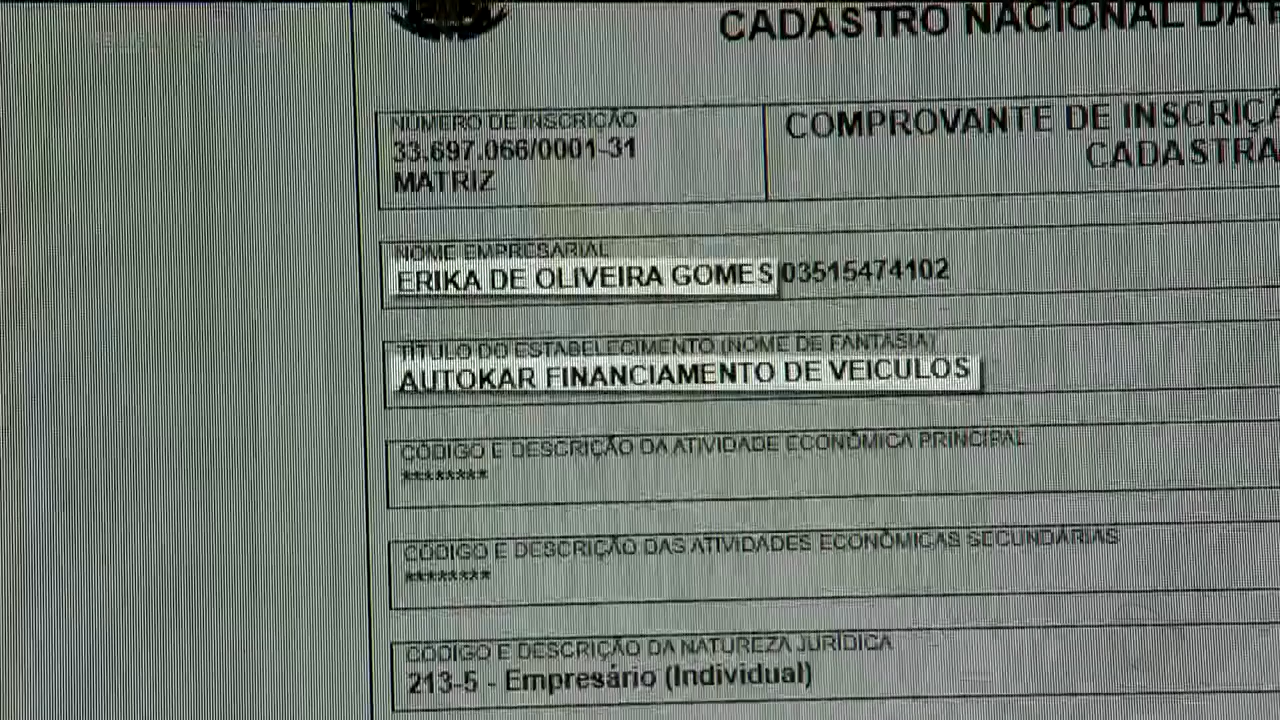 CADASTRO NACIONAL DA
NÚMERO DE INSCRIÇÃO
33.697.066/0001-31
MATRIZ
COMPROVANTE DE INSCRIÇÃ
CADASTRA
NOME EMPRESARIAL
ERIKA DE OLIVEIRA GOMES 03515474102
TÍTULO DO ESTABELECIMENTO (NOME DE FANTASIA)
AUTOKAR FINANCIAMENTO DE VEICULOS
CÓDIGO E DESCRIÇÃO DA ATIVIDADE ECONÔMICA PRINCIPAL
********
CÓDIGO E DESCRIÇÃO DAS ATIVIDADES ECONÔMICAS SECUNDÁRIAS
********
CÓDIGO E DESCRIÇÃO DA NATUREZA JURÍDICA
213-5 - Empresário (Individual)